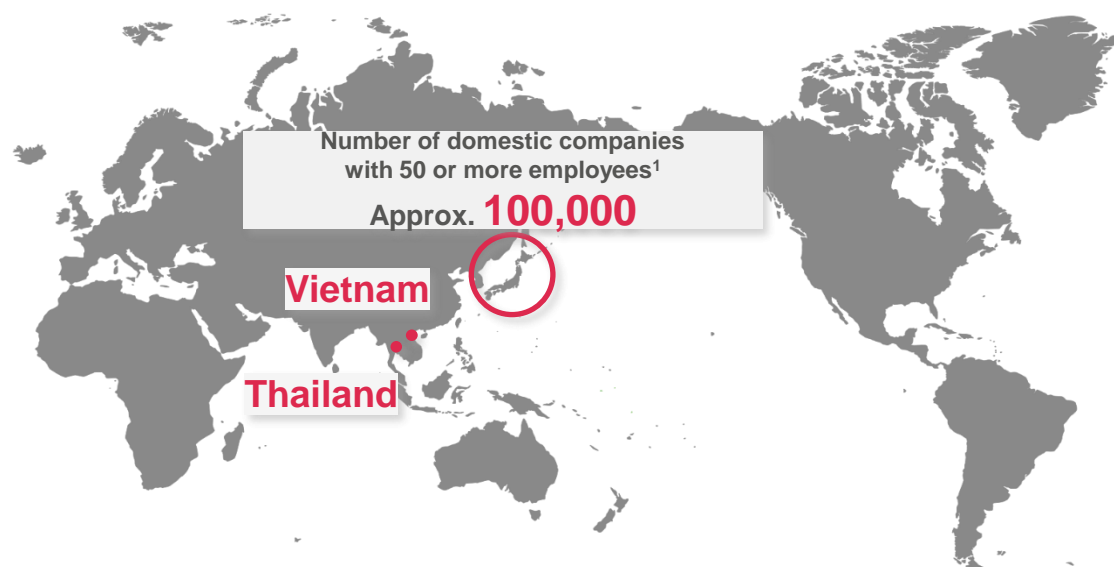 Number of domestic companies
with 50 or more employees¹
Approx. 100,000
Vietnam
Thailand